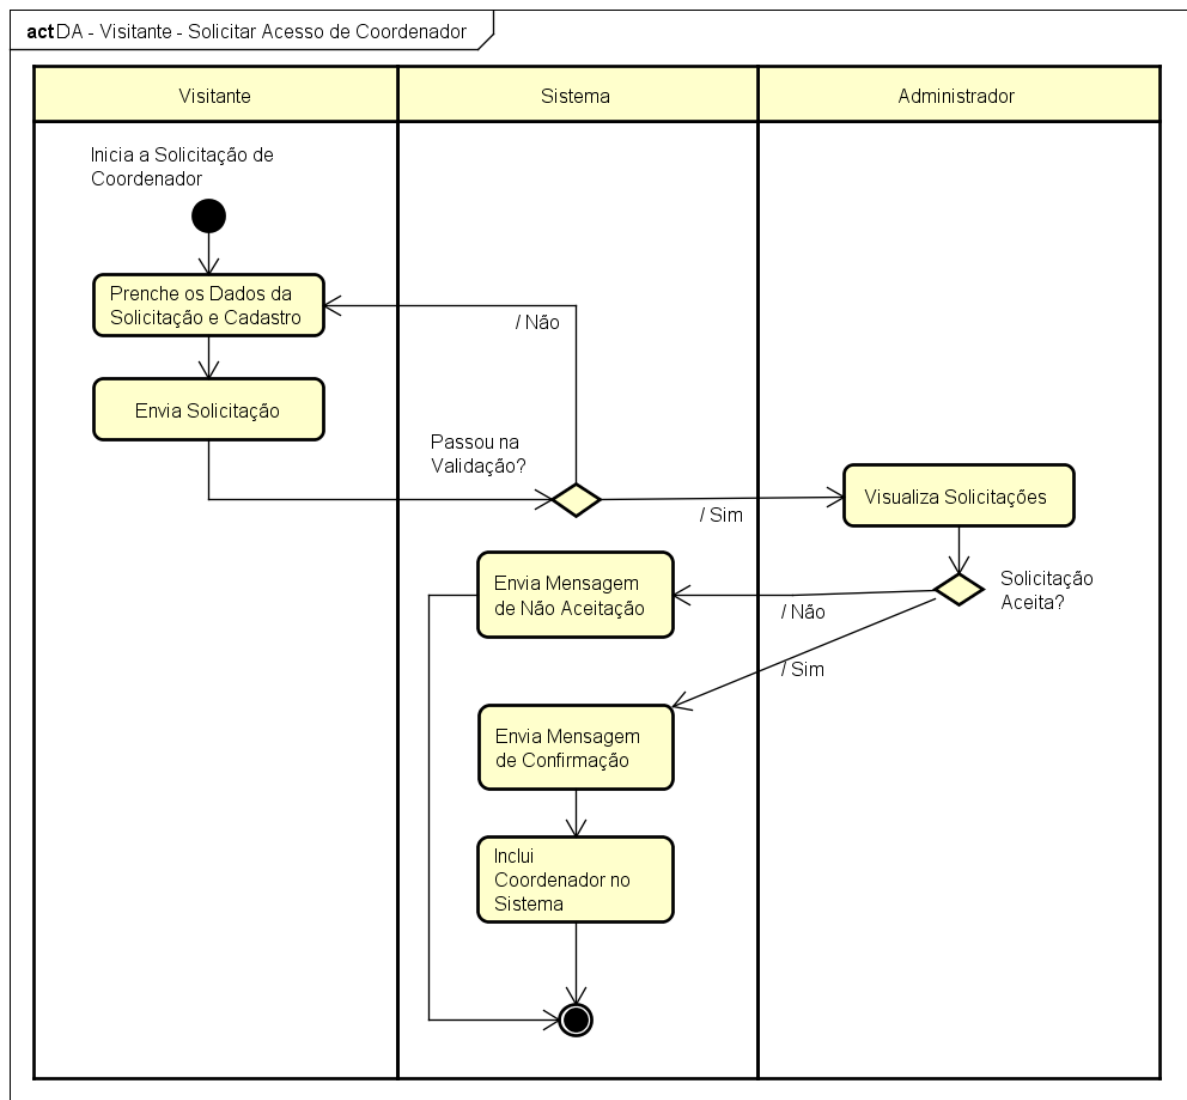 act DA - Visitante - Solicitar Acesso de Coordenador
Visitante
Sistema
Administrador
Inicia a Solicitação de
Coordenador
Prenche os Dados da
Solicitação e Cadastro
/ Não
Envia Solicitação
Passou na
Validação?
/ Sim
Visualiza Solicitações
Solicitação
Aceita?
Envia Mensagem
de Não Aceitação
/ Não
/ Sim
Envia Mensagem
de Confirmação
Inclui
Coordenador no
Sistema